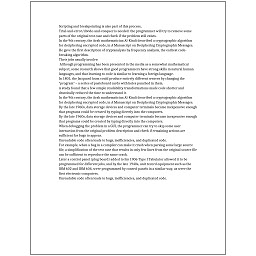 Scripting and breakpointing is also part of this process.
Trial-and-error/divide-and-conquer is needed: the programmer will try to remove some
parts of the original test case and check if the problem still exists.
In the 9th century, the Arab mathematician Al-Kindi described a cryptographic algorithm
for deciphering encrypted code, in A Manuscript on Deciphering Cryptographic Messages.
He gave the first description of cryptanalysis by frequency analysis, the earliest code-
breaking algorithm.
Their jobs usually involve:
Although programming has been presented in the media as a somewhat mathematical
subject, some research shows that good programmers have strong skills in natural human
languages, and that learning to code is similar to learning a foreign language.
In 1801, the Jacquard loom could produce entirely different weaves by changing the
"program" – a series of pasteboard cards with holes punched in them.
A study found that a few simple readability transformations made code shorter and
drastically reduced the time to understand it.
In the 9th century, the Arab mathematician Al-Kindi described a cryptographic algorithm
for deciphering encrypted code, in A Manuscript on Deciphering Cryptographic Messages.
By the late 1960s, data storage devices and computer terminals became inexpensive enough
that programs could be created by typing directly into the computers.
By the late 1960s, data storage devices and computer terminals became inexpensive enough
that programs could be created by typing directly into the computers.
When debugging the problem in a GUI, the programmer can try to skip some user
interaction from the original problem description and check if remaining actions are
sufficient for bugs to appear.
Unreadable code often leads to bugs, inefficiencies, and duplicated code.
For example, when a bug in a compiler can make it crash when parsing some large source
file, a simplification of the test case that results in only few lines from the original source file
can be sufficient to reproduce the same crash.
Later a control panel (plug board) added to his 1906 Type I Tabulator allowed it to be
programmed for different jobs, and by the late 1940s, unit record equipment such as the
IBM 602 and IBM 604, were programmed by control panels in a similar way, as were the
first electronic computers.
Unreadable code often leads to bugs, inefficiencies, and duplicated code.